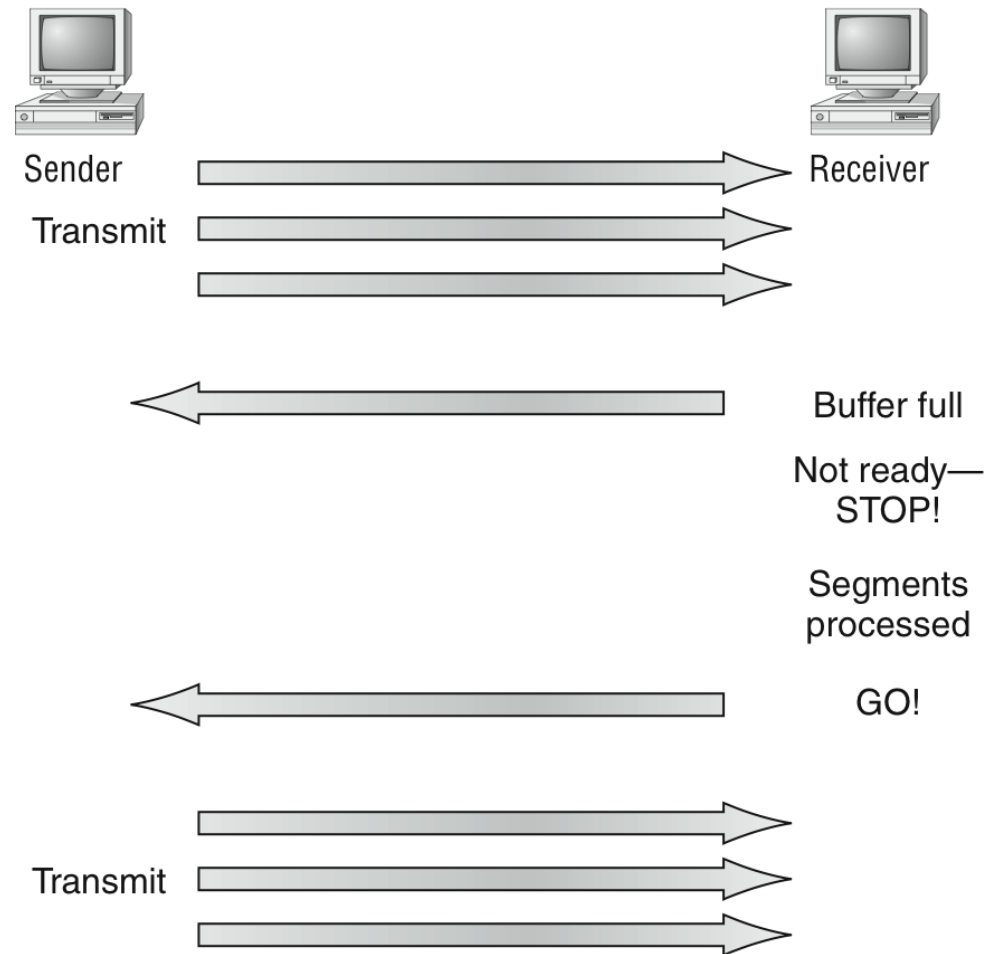 Sender
Receiver
Transmit
Buffer full
Not ready—
STOP!
Segments
processed
GO!
Transmit